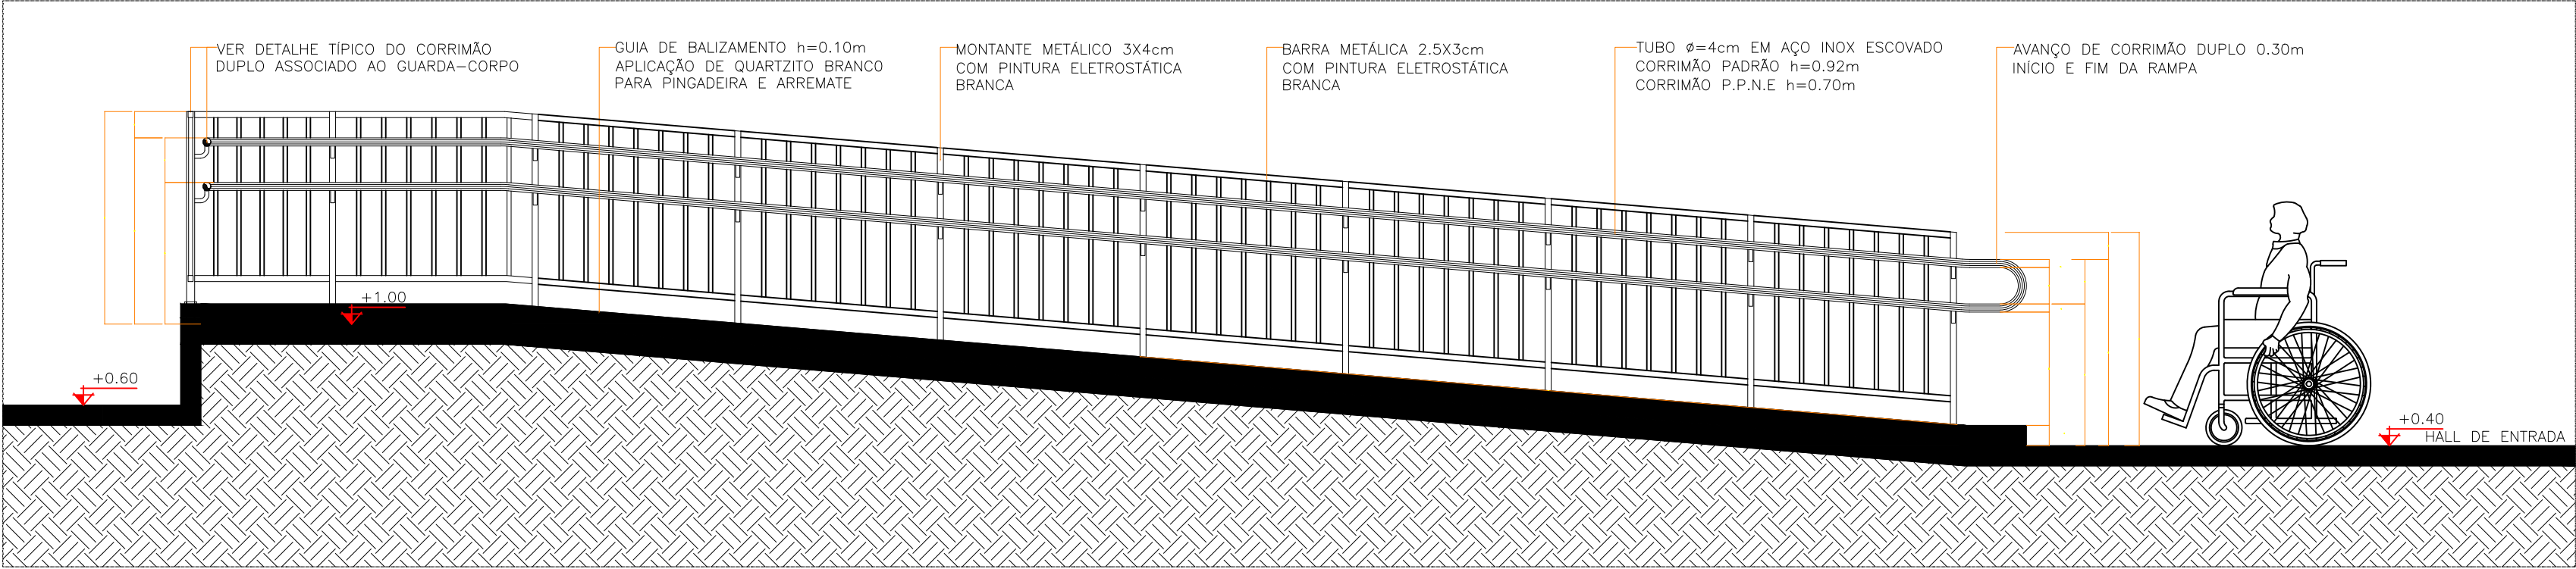 VER DETALHE TÍPICO DO CORRIMÃO
DUPLO ASSOCIADO AO GUARDA-CORPO
GUIA DE BALIZAMENTO h=0.10m
APLICAÇÃO DE QUARTZITO BRANCO
PARA PINGADEIRA E ARREMATE
MONTANTE METÁLICO 3X4cm
COM PINTURA ELETROSTÁTICA
BRANCA
BARRA METÁLICA 2.5X3cm
COM PINTURA ELETROSTÁTICA
BRANCA
TUBO ø=4cm EM AÇO INOX ESCOVADO
CORRIMÃO PADRÃO h=0.92m
CORRIMÃO P.P.N.E h=0.70m
AVANÇO DE CORRIMÃO DUPLO 0.30m
INÍCIO E FIM DA RAMPA
+1.00
+0.60
+0.40
HALL DE ENTRADA